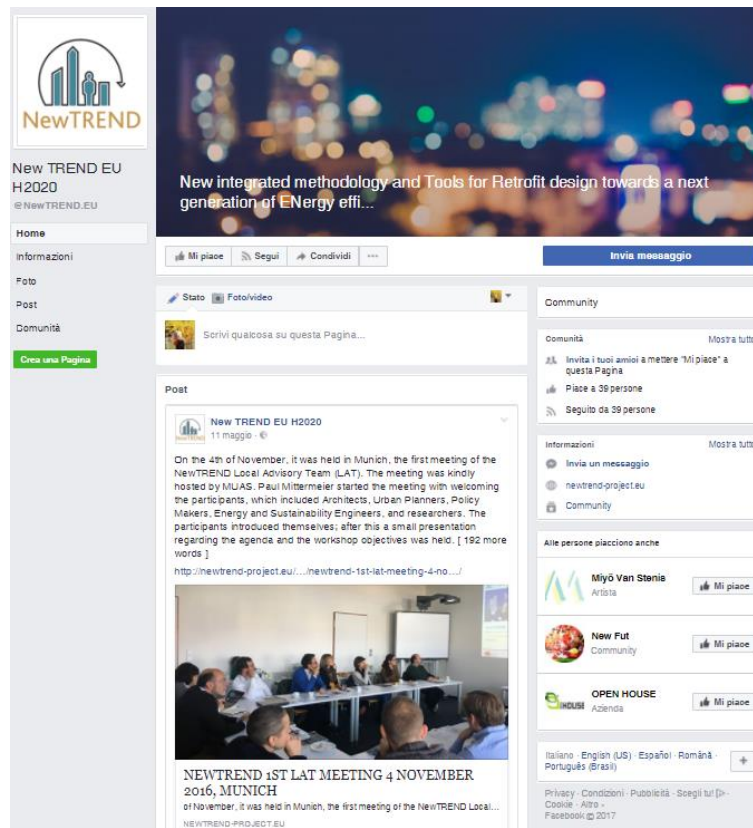 NewTREND
New TREND EU
H2020
@NewTREND.EU
Home
Informazioni
Foto
Post
Comunità
Crea una Pagina
New integrated methodology and Tools for Retrofit design towards a next
generation of ENergy effi...
Mi piace
Segui
Condividi
Invia messaggio
Stato
Foto/video
Scrivi qualcosa su questa Pagina...
Post
New TREND EU H2020
11 maggio ·
On the 4th of November, it was held in Munich, the first meeting of the
NewTREND Local Advisory Team (LAT). The meeting was kindly
hosted by MUAS. Paul Mittermeier started the meeting with welcoming
the participants, which included Architects, Urban Planners, Policy
Makers, Energy and Sustainability Engineers, and researchers. The
participants introduced themselves; after this a small presentation
regarding the agenda and the workshop objectives was held. [ 192 more
words ]
http://newtrend-project.eu/.../newtrend-1st-lat-meeting-4-no.../
NEWTREND 1ST LAT MEETING 4 NOVEMBER
2016, MUNICH
of November, it was held in Munich, the first meeting of the NewTREND Local...
NEWTREND-PROJECT.EU
Community
Comunità
Mostra tutte
Invita i tuoi amici a mettere "Mi piace" a
questa Pagina
Piace a 39 persone
Seguito da 39 persone
Informazioni
Mostra tutte
Invia un messaggio
newtrend-project.eu
Community
Alle persone piacciono anche
Miyö Van Stenis
Artista
Mi piace
New Fut
Community
Mi piace
HOUSE
OPEN HOUSE
Azienda
Mi piace
Italiano · English (US) · Español · Română ·
Português (Brasil)
Privacy · Condizioni · Pubblicità · Scegli tu! ·
Cookie · Altro
Facebook © 2017